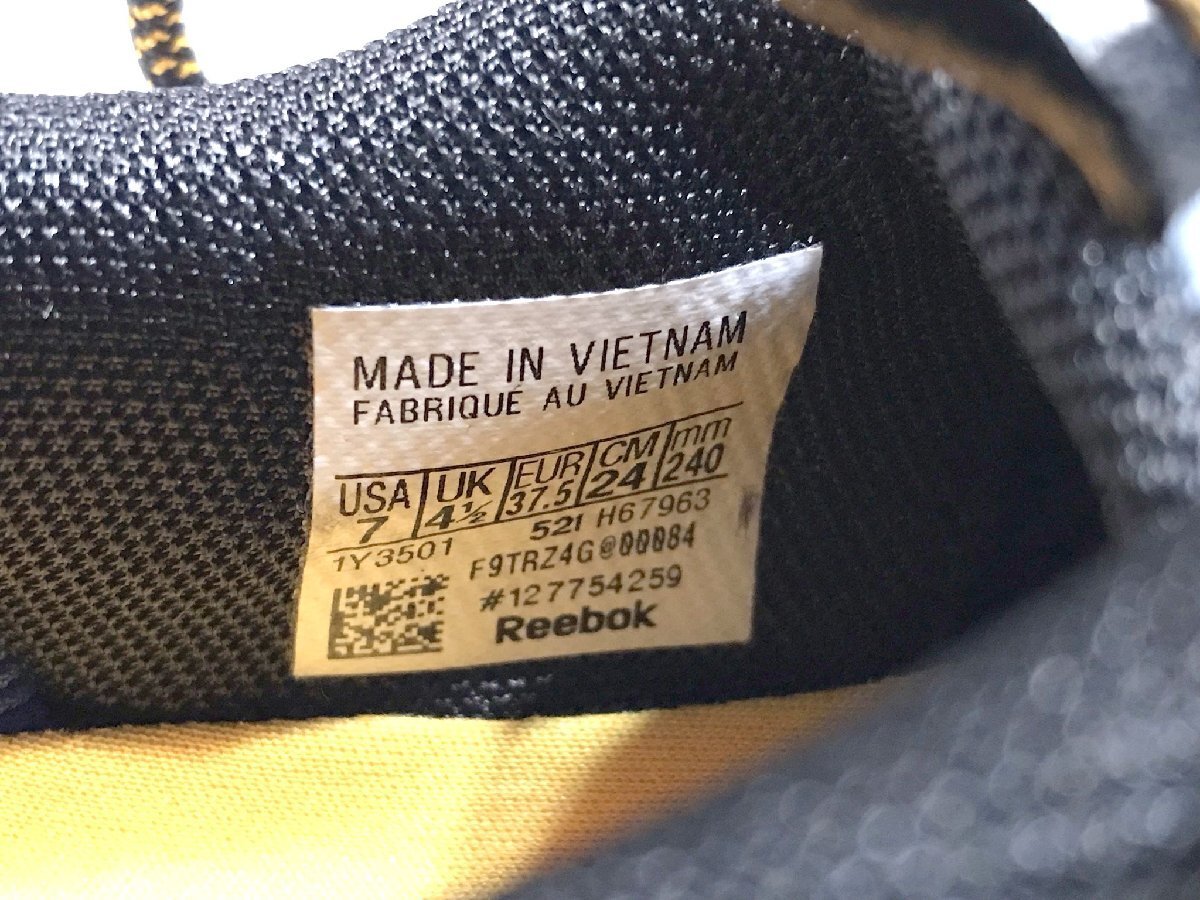 MADE IN VIETNAM
FABRIQUÉ AU VIETNAM
USA UK EUR CM mm
7 4½ 37.5 24 240
1Y3501 52I H67963
F9TRZ4G@00084
#127754259
Reebok